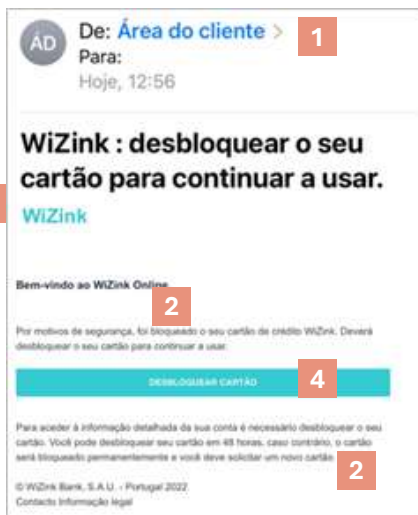 AD
De: Área do cliente >
1
Para:
Hoje, 12:56
WiZink : desbloquear o seu
cartão para continuar a usar.
WiZink
Bem-vindo ao WiZink Online
2
Por motivos de segurança, foi bloqueado o seu cartão de crédito WiZink. Deverá
desbloquear o seu cartão para continuar a usar.
DESBLOQUEAR CARTÃO
4
Para aceder à informação detalhada da sua conta é necessário desbloquear o seu
cartão. Você pode desbloquear seu cartão em 48 horas, caso contrário, o cartão
será bloqueado permanentemente e você deve solicitar um novo cartão
2
© WiZink Bank, S.A.U. - Portugal 2022
Contacto Informação legal